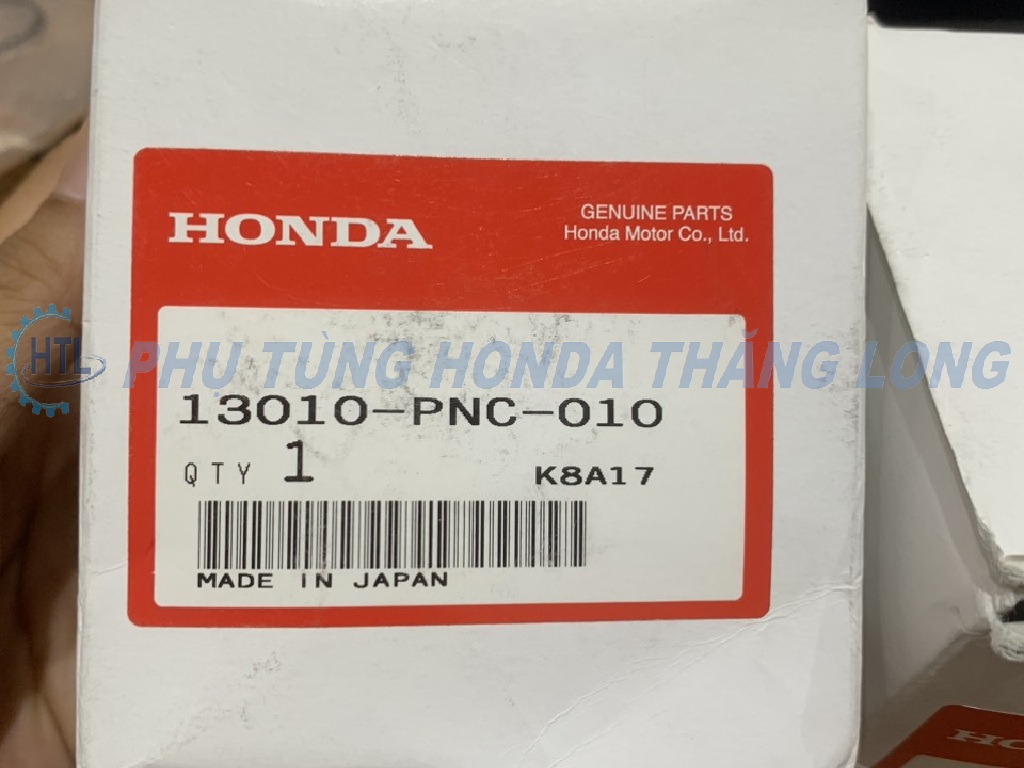 HONDA
GENUINE PARTS
Honda Motor Co., Ltd.
HTL PHỤ TÙNG HONDA THĂNG LONG
13010-PNC-010
QTY 1 K8A17
MADE IN JAPAN
HO